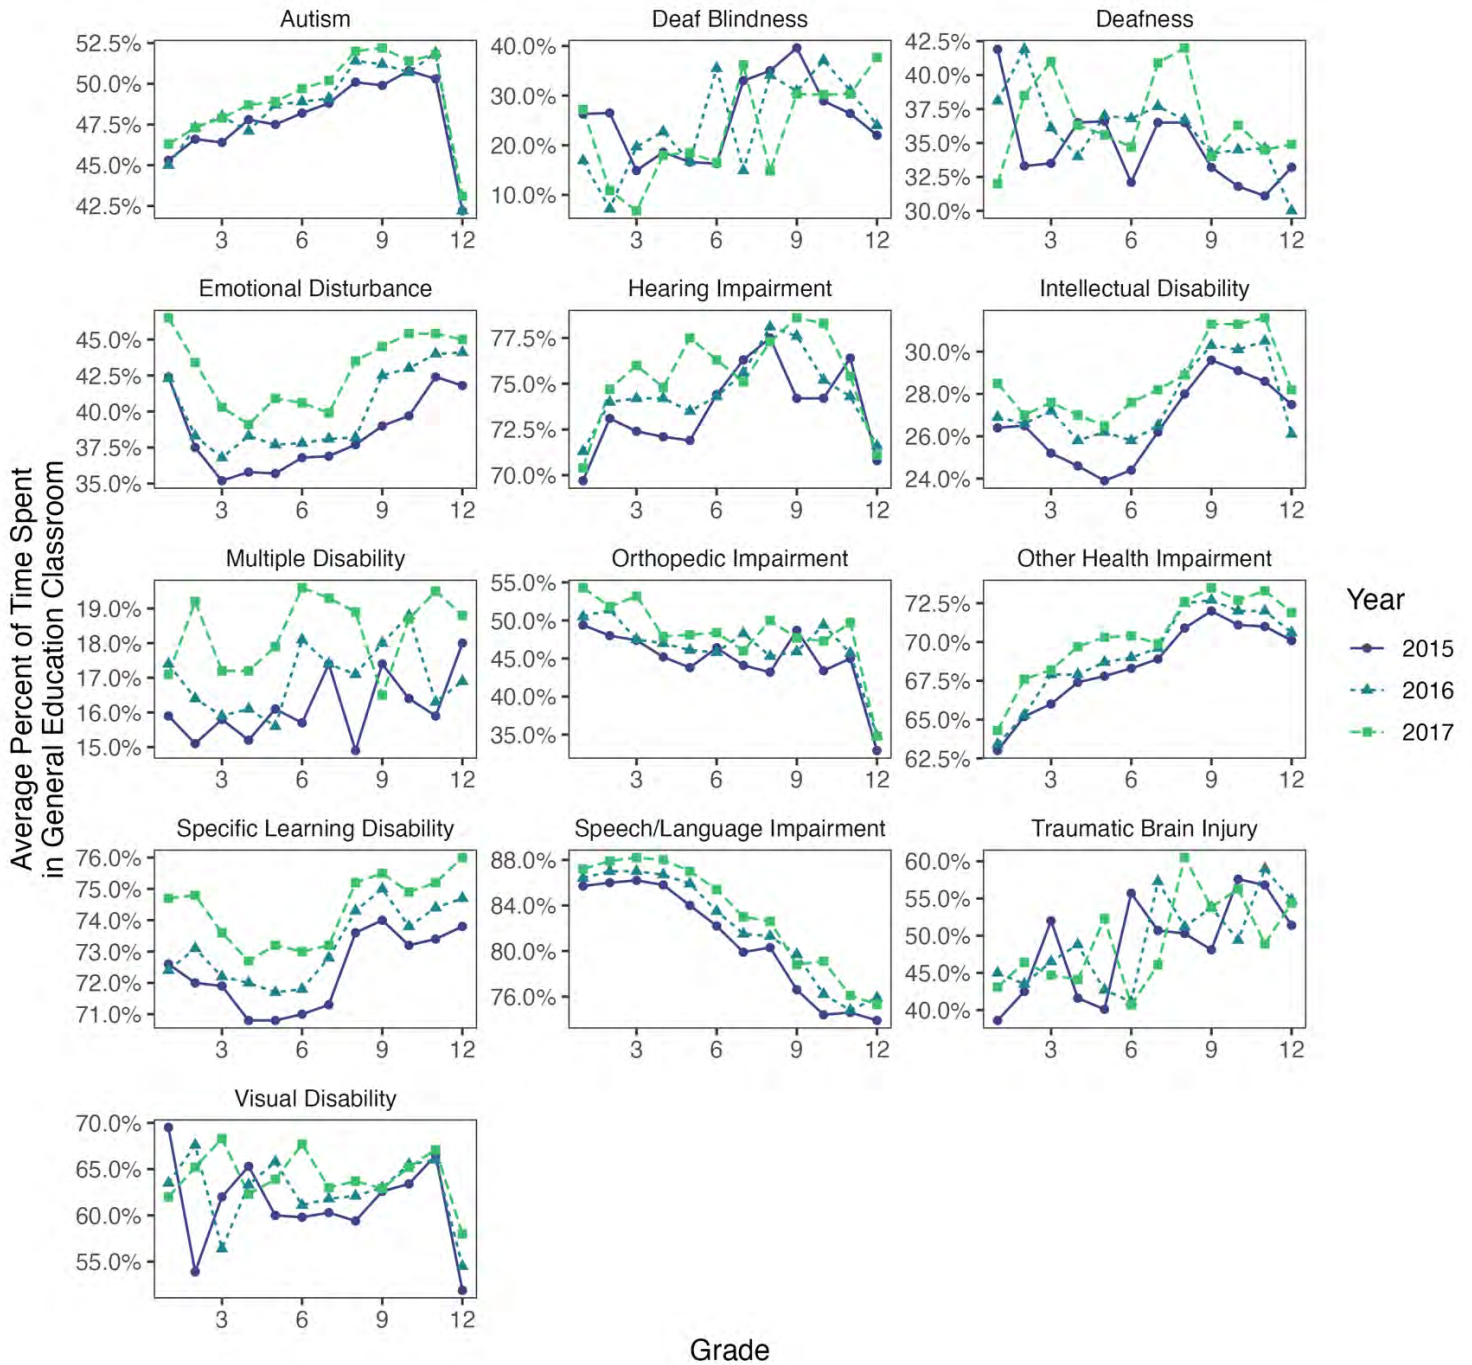 Autism
Deaf Blindness
Deafness
52.5%
50.0%
47.5%
45.0%
42.5%
3 6 9 12
40.0%
30.0%
20.0%
10.0%
3 6 9 12
42.5%
40.0%
37.5%
35.0%
32.5%
30.0%
3 6 9 12
Emotional Disturbance
Hearing Impairment
Intellectual Disability
45.0%
42.5%
40.0%
37.5%
35.0%
3 6 9 12
77.5%
75.0%
72.5%
70.0%
3 6 9 12
30.0%
28.0%
26.0%
24.0%
3 6 9 12
Multiple Disability
Orthopedic Impairment
Other Health Impairment
19.0%
18.0%
17.0%
16.0%
15.0%
3 6 9 12
55.0%
50.0%
45.0%
40.0%
35.0%
3 6 9 12
72.5%
70.0%
67.5%
65.0%
62.5%
3 6 9 12
Specific Learning Disability
Speech/Language Impairment
Traumatic Brain Injury
76.0%
75.0%
74.0%
73.0%
72.0%
71.0%
3 6 9 12
88.0%
84.0%
80.0%
76.0%
3 6 9 12
60.0%
55.0%
50.0%
45.0%
40.0%
3 6 9 12
Visual Disability
70.0%
65.0%
60.0%
55.0%
3 6 9 12
Average Percent of Time Spent
in General Education Classroom
Grade
Year
2015
2016
2017